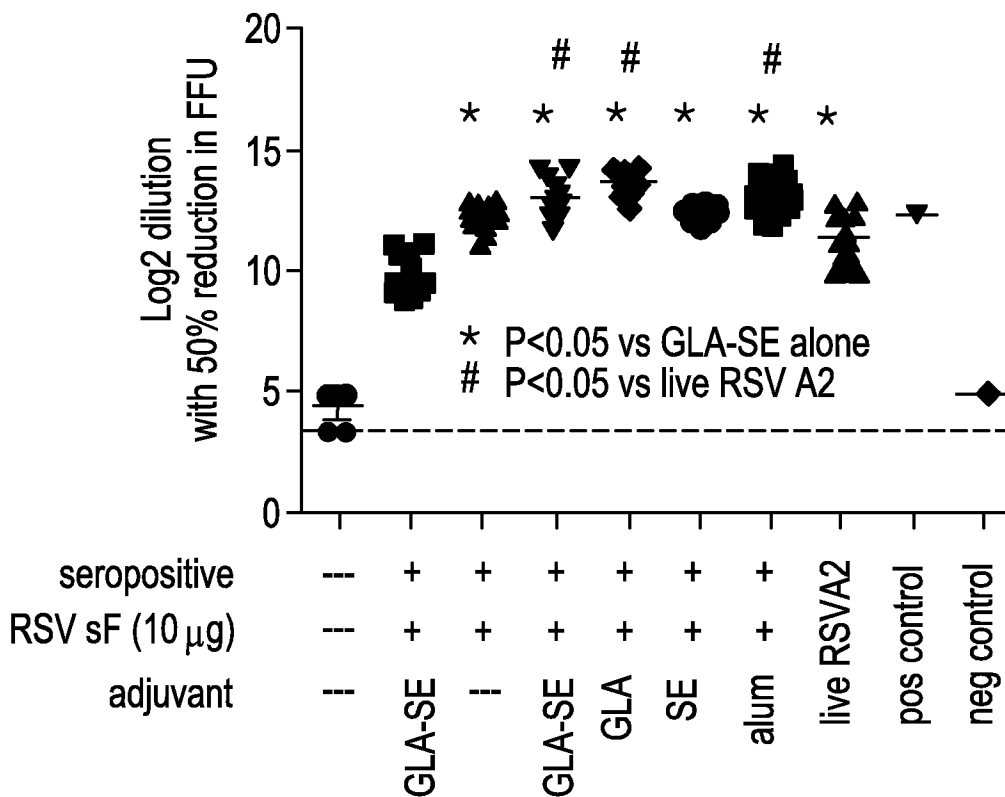 Log2 dilution
with 50% reduction in FFU
20
15
10
5
0
# # #
* * * * * *
* P<0.05 vs GLA-SE alone
# P<0.05 vs live RSV A2
seropositive --- + + + + + +
RSV sF (10 µg) --- + + + + + +
adjuvant --- GLA-SE --- GLA-SE GLA SE alum live RSVA2 pos control neg control